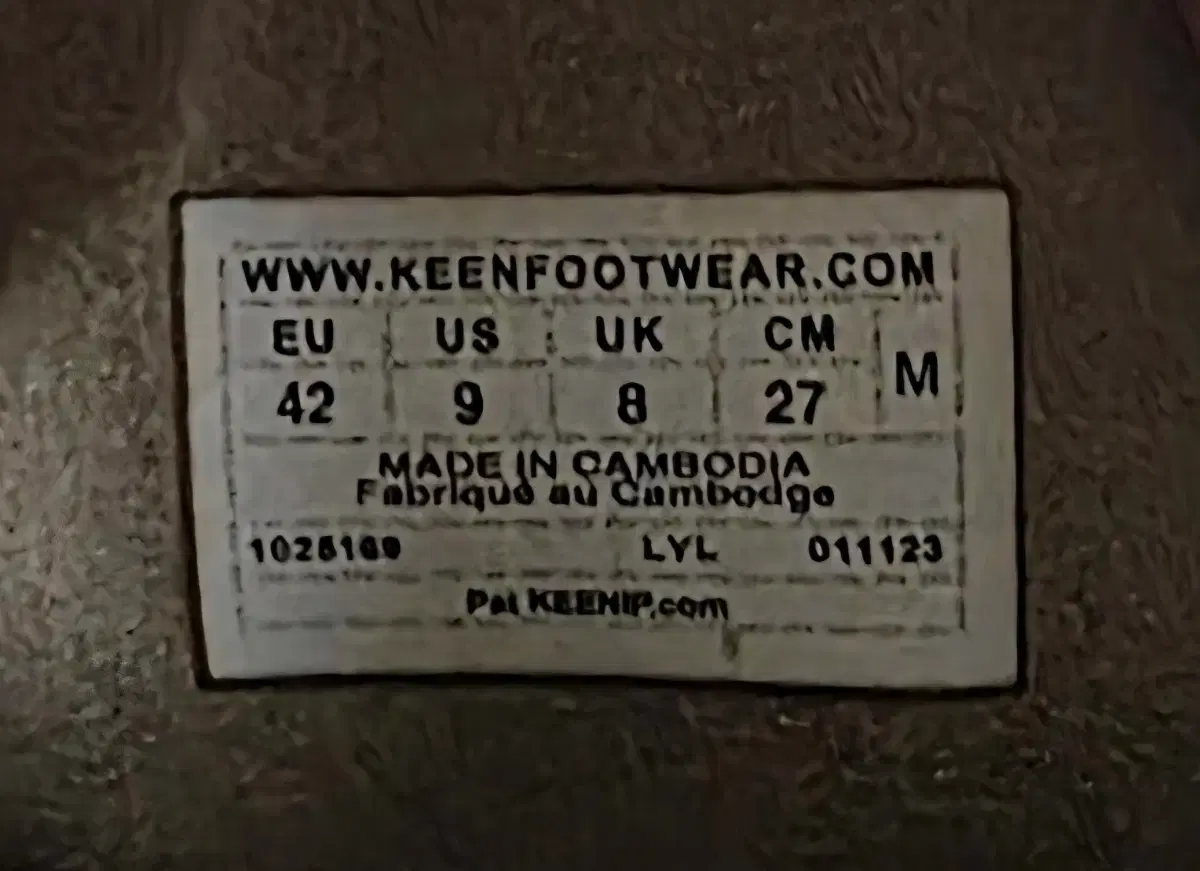 WWW.KEENFOOTWEAR.COM
EU US UK CM M
42 9 8 27
MADE IN CAMBODIA
Fabriqué au Cambodge
LYL 011123
Pat KEENIP.com